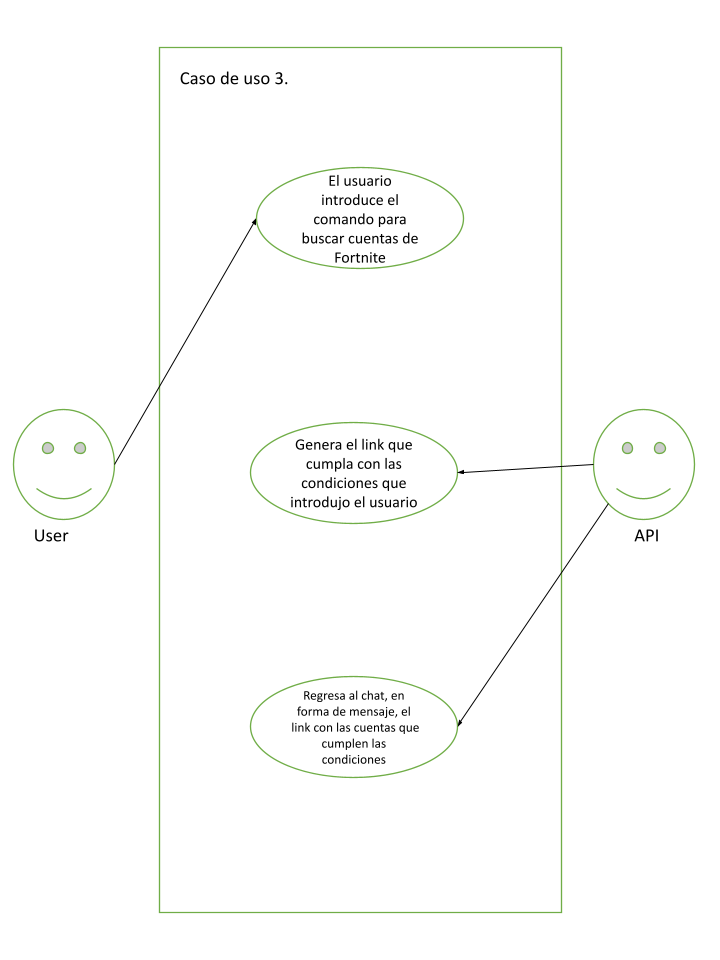 Caso de uso 3.
El usuario
introduce el
comando para
buscar cuentas de
Fortnite
Genera el link que
cumpla con las
condiciones que
introdujo el usuario
User
API
Regresa al chat, en
forma de mensaje, el
link con las cuentas que
cumplen las
condiciones